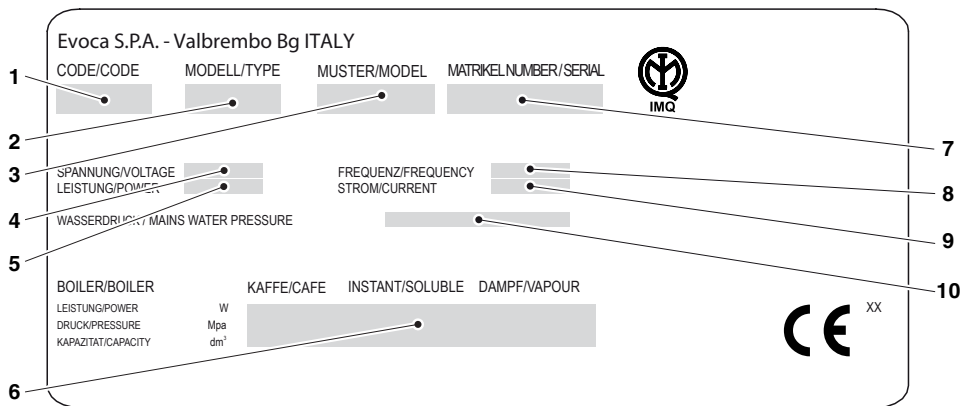 Evoca S.P.A. - Valbrembo Bg ITALY
CODE/CODE MODELL/TYPE MUSTER/MODEL MATRIKELNUMBER/SERIAL
IMQ
1
2
3
4
5
6
7
8
9
10
SPANNUNG/VOLTAGE FREQUENZ/FREQUENCY
LEISTUNG/POWER STROM/CURRENT
WASSERDRUCK / MAINS WATER PRESSURE
BOILER/BOILER KAFFE/CAFE INSTANT/SOLUBLE DAMPF/VAPOUR
LEISTUNG/POWER W
DRUCK/PRESSURE Mpa
KAPAZITAT/CAPACITY dm³
CE XX